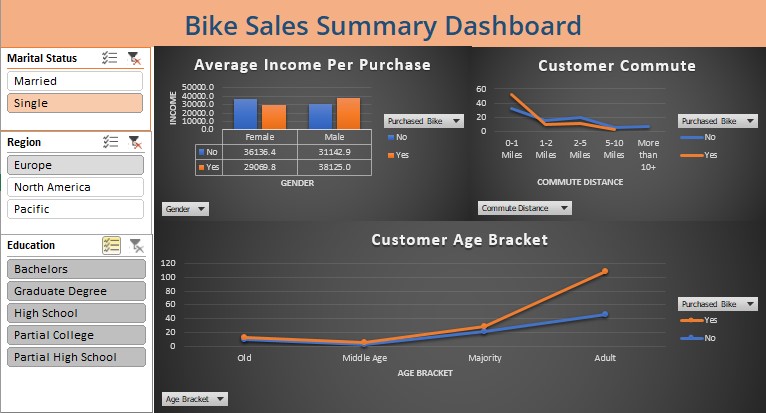 Bike Sales Summary Dashboard
Marital Status
Married
Single
Region
Europe
North America
Pacific
Education
Bachelors
Graduate Degree
High School
Partial College
Partial High School
Average Income Per Purchase
INCOME
50000.0
40000.0
30000.0
20000.0
10000.0
0.0
Female Male
No 36136.4 31142.9
Yes 29069.8 38125.0
GENDER
Purchased Bike
No
Yes
Gender
Customer Commute
60
40
20
0
0-1 Miles
1-2 Miles
2-5 Miles
5-10 Miles
More than 10+
COMMUTE DISTANCE
Purchased Bike
No
Yes
Commute Distance
Customer Age Bracket
120
100
80
60
40
20
0
Old Middle Age Majority Adult
AGE BRACKET
Purchased Bike
Yes
No
Age Bracket